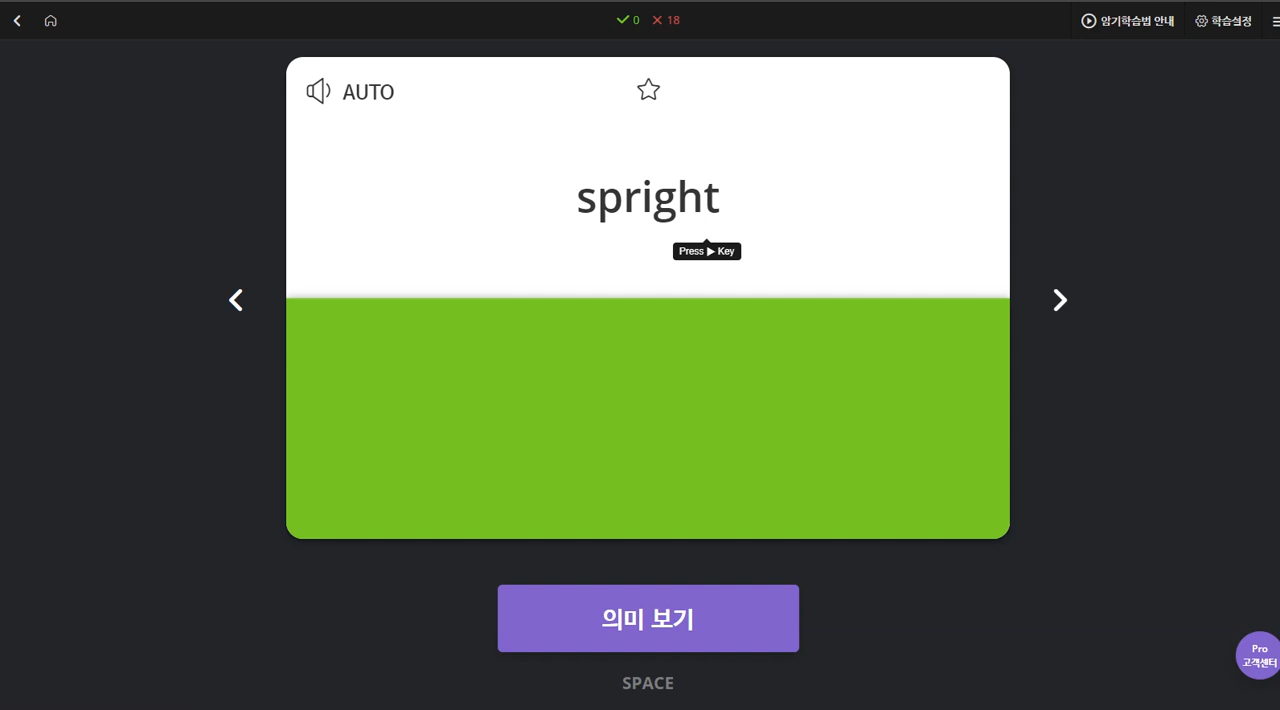 0 18 암기학습법 안내 학습설정
AUTO
spright
Press ▶ Key
의미 보기
SPACE
Pro
고객센터